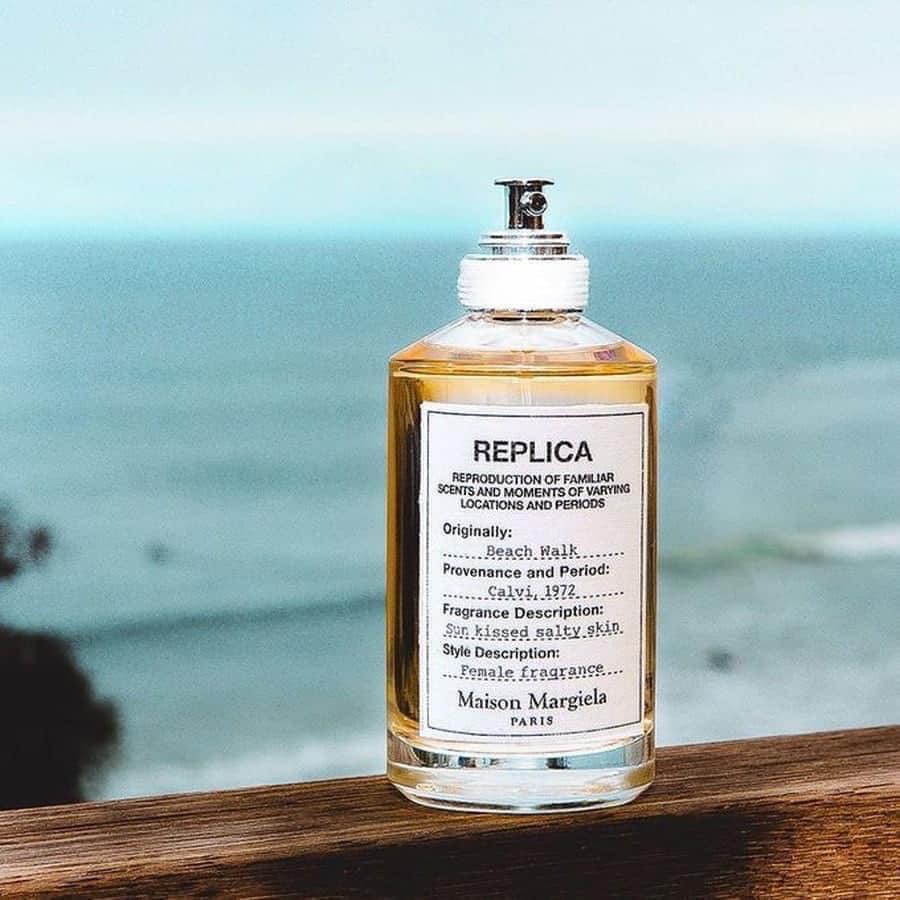 REPLICA
REPRODUCTION OF FAMILIAR
SCENTS AND MOMENTS OF VARYING
LOCATIONS AND PERIODS
Originally:
Beach Walk
Provenance and Period:
Calvi, 1972
Fragrance Description:
Sun kissed salty skin
Style Description:
Female fragrance
Maison Margiela
PARIS